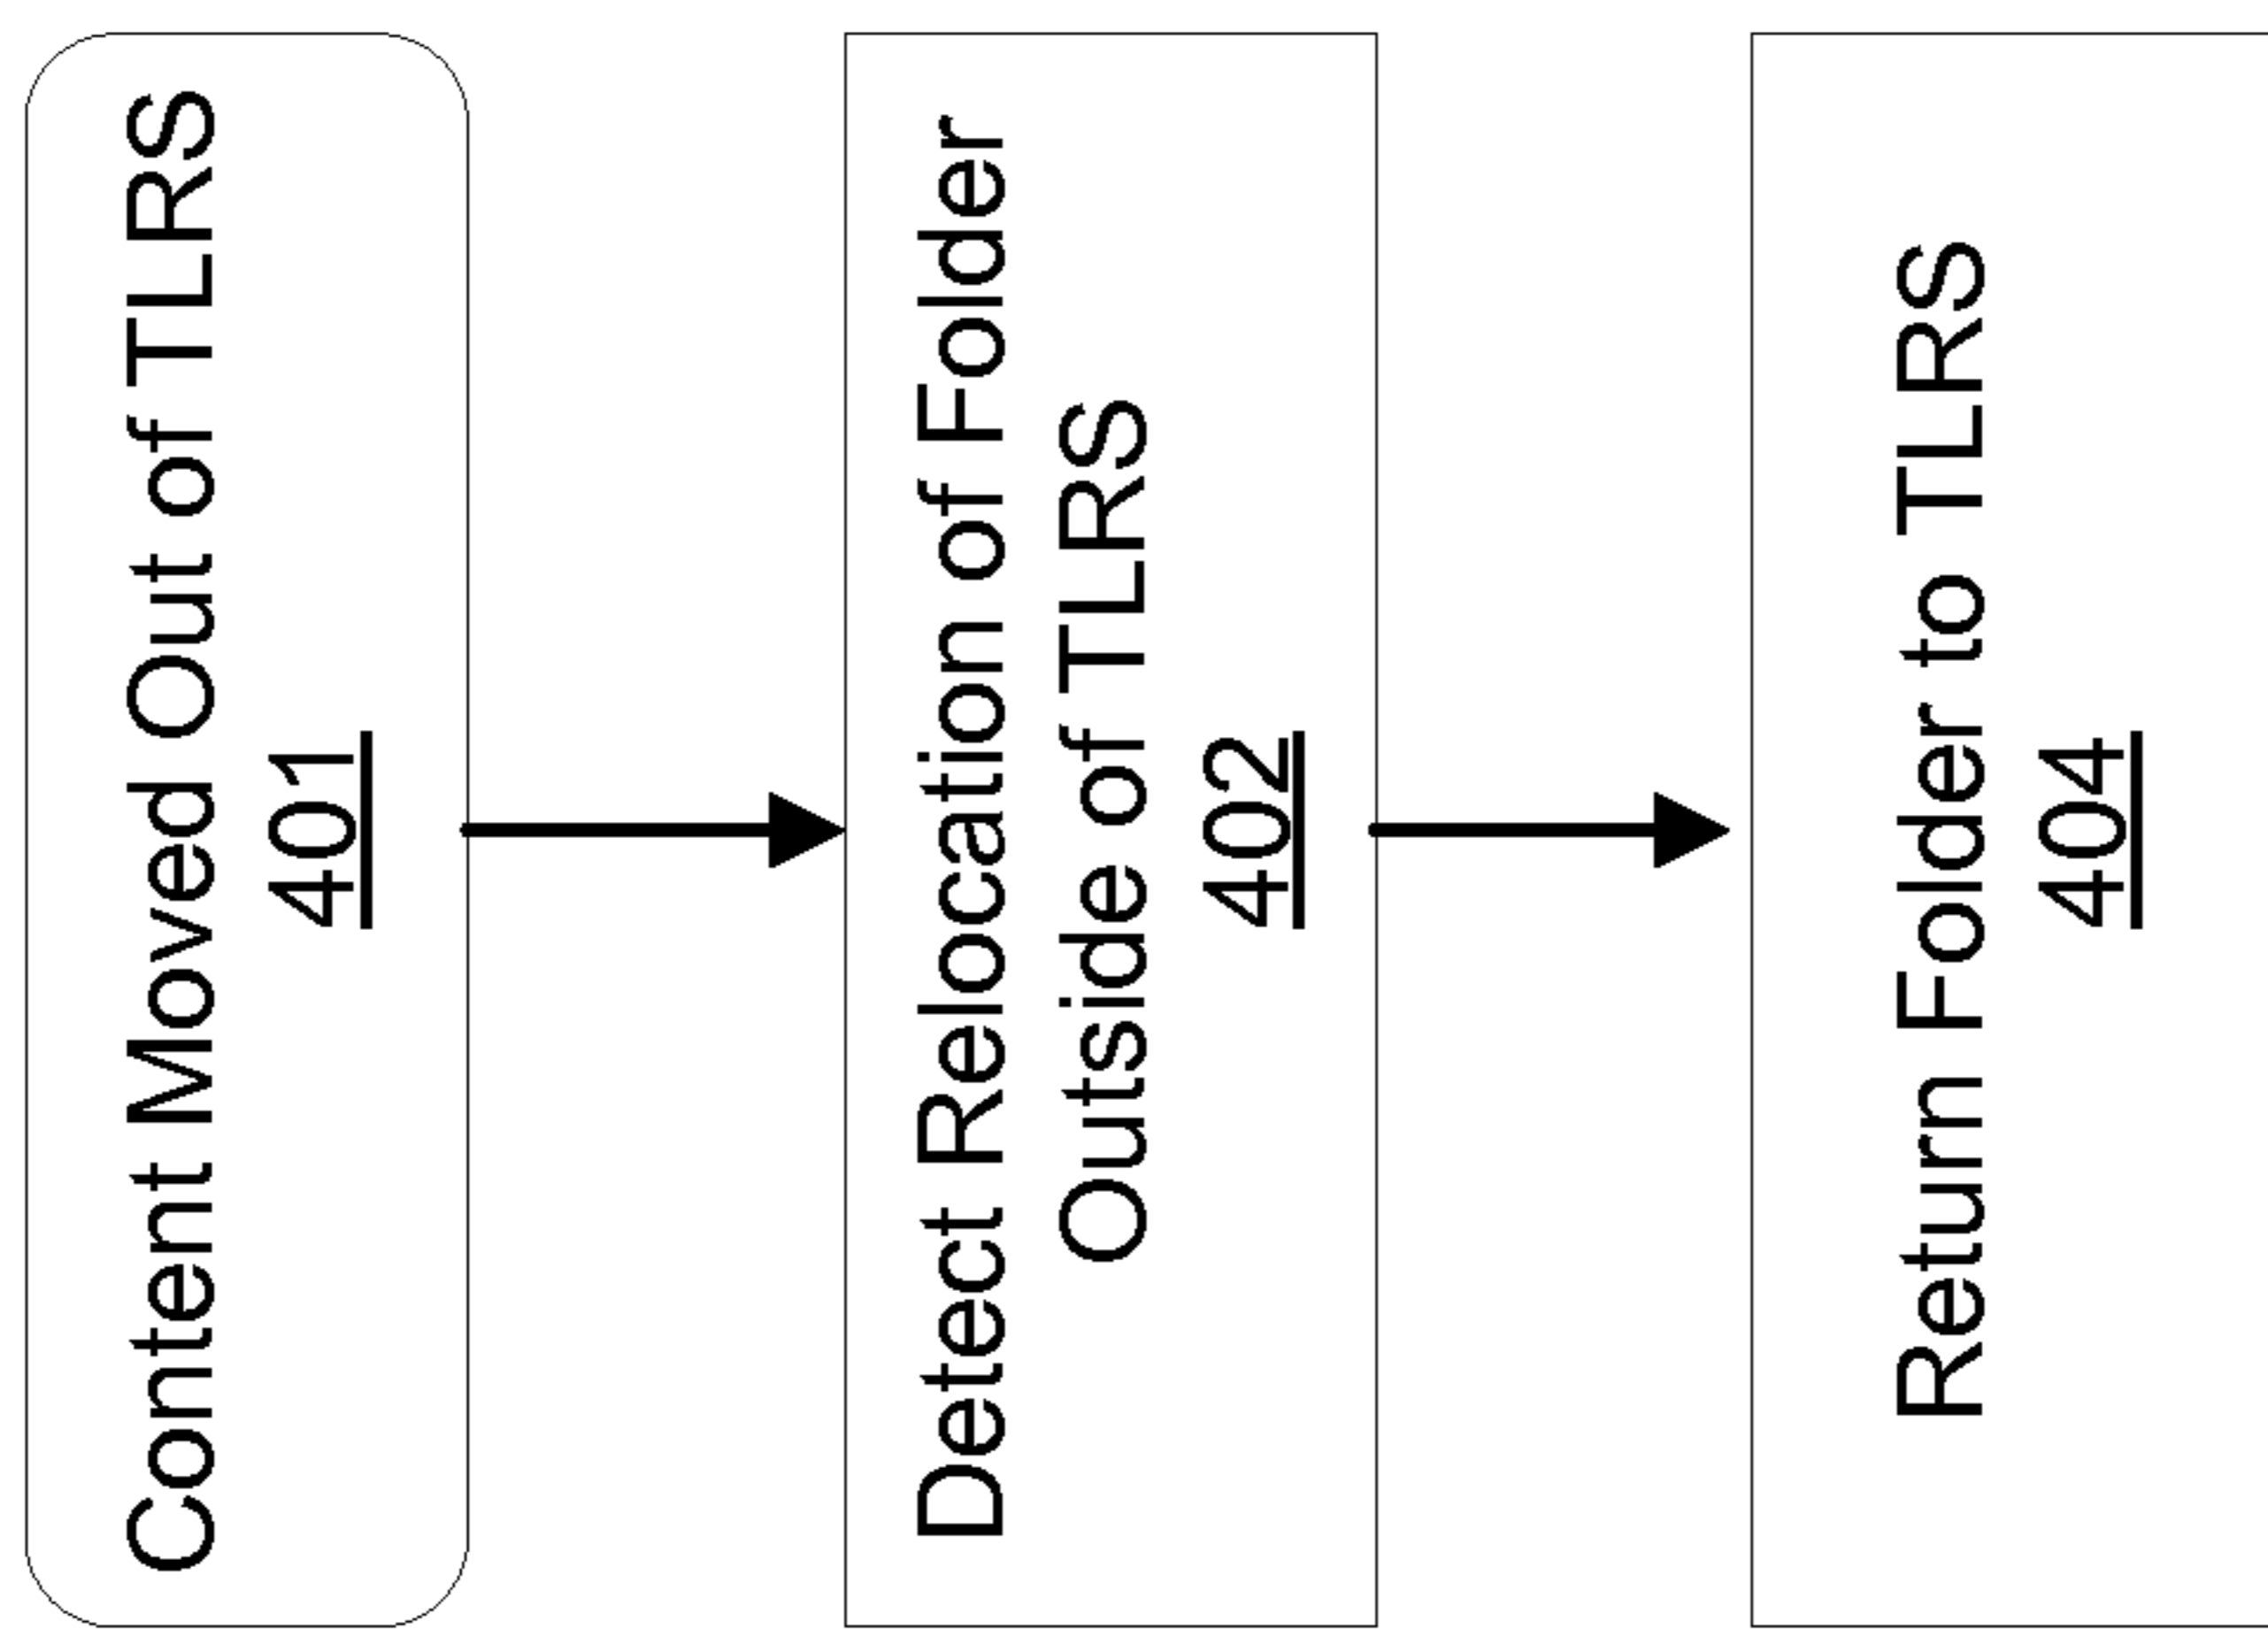 Content Moved Out of TLRS
401
Detect Relocation of Folder
Outside of TLRS
402
Return Folder to TLRS
404